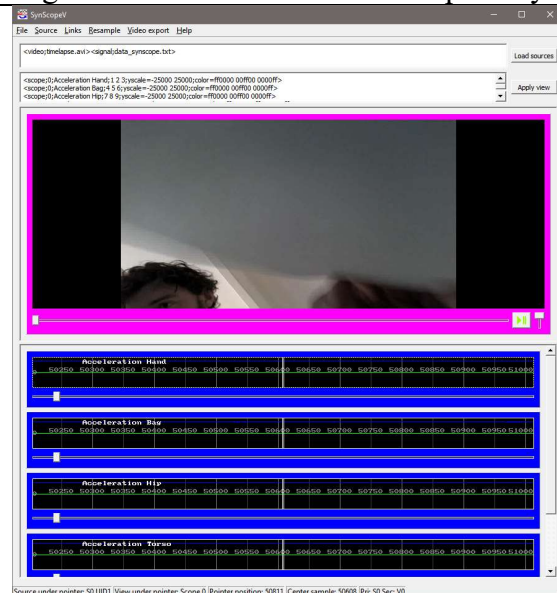 SynScopeV
File Source Links Resample Video export Help
<video;timelapse.avi><signal;data_synscope.txt>
Load sources
<scope;0;Acceleration Hand;1 2 3;yscale=-25000 25000;color=ff0000 00ff00 0000ff>
<scope;0;Acceleration Bag;4 5 6;yscale=-25000 25000;color=ff0000 00ff00 0000ff>
<scope;0;Acceleration Hip;7 8 9;yscale=-25000 25000;color=ff0000 00ff00 0000ff>
Apply view
Acceleration Hand
50250 50300 50350 50400 50450 50500 50550 50600 50650 50700 50750 50800 50850 50900 50950 51000
Acceleration Bag
50250 50300 50350 50400 50450 50500 50550 50600 50650 50700 50750 50800 50850 50900 50950 51000
Acceleration Hip
50250 50300 50350 50400 50450 50500 50550 50600 50650 50700 50750 50800 50850 50900 50950 51000
Acceleration Torso
50250 50300 50350 50400 50450 50500 50550 50600 50650 50700 50750 50800 50850 50900 50950 51000
Source under pointer: S0 UID1 View under pointer: Scope 0 Pointer position: 50811 Center sample: 50608 Pri: S0 Sec: V0